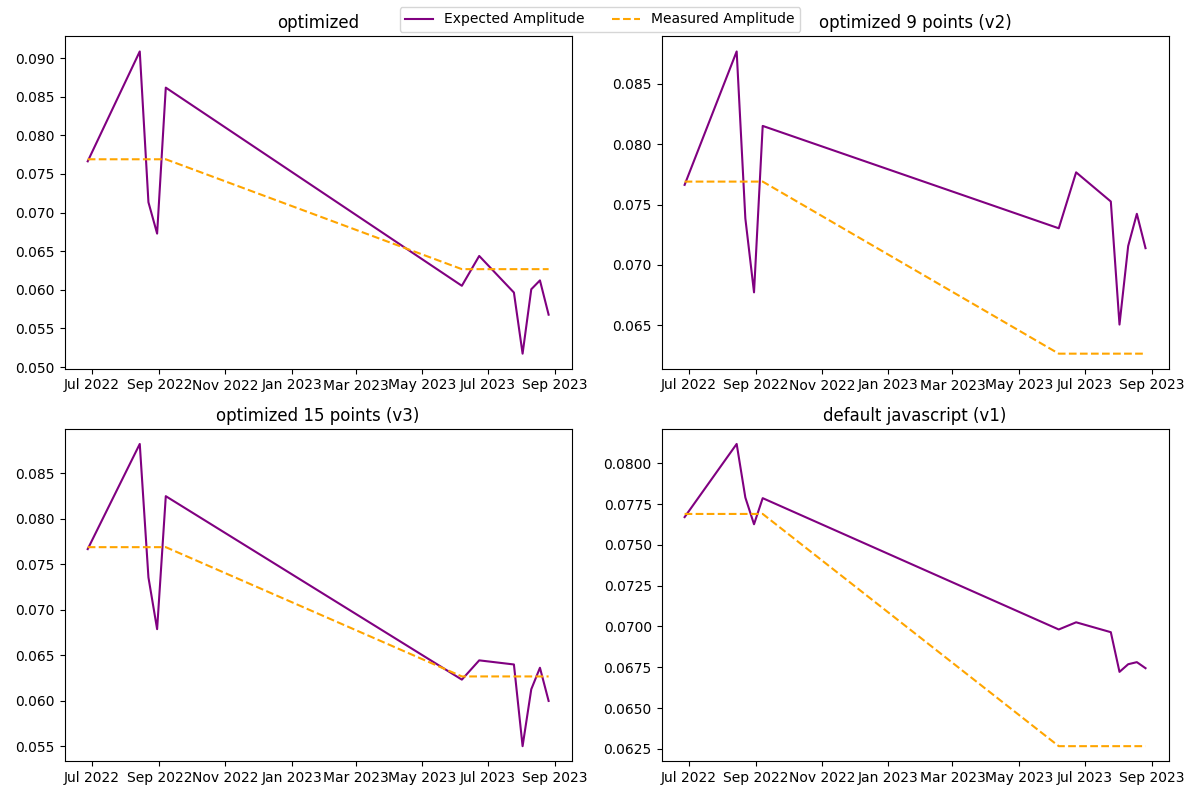 Expected Amplitude
Measured Amplitude
optimized
0.090
0.085
0.080
0.075
0.070
0.065
0.060
0.055
0.050
Jul 2022
Sep 2022
Nov 2022
Jan 2023
Mar 2023
May 2023
Jul 2023
Sep 2023
optimized 9 points (v2)
0.085
0.080
0.075
0.070
0.065
Jul 2022
Sep 2022
Nov 2022
Jan 2023
Mar 2023
May 2023
Jul 2023
Sep 2023
optimized 15 points (v3)
0.085
0.080
0.075
0.070
0.065
0.060
0.055
Jul 2022
Sep 2022
Nov 2022
Jan 2023
Mar 2023
May 2023
Jul 2023
Sep 2023
default javascript (v1)
0.0800
0.0775
0.0750
0.0725
0.0700
0.0675
0.0650
0.0625
Jul 2022
Sep 2022
Nov 2022
Jan 2023
Mar 2023
May 2023
Jul 2023
Sep 2023